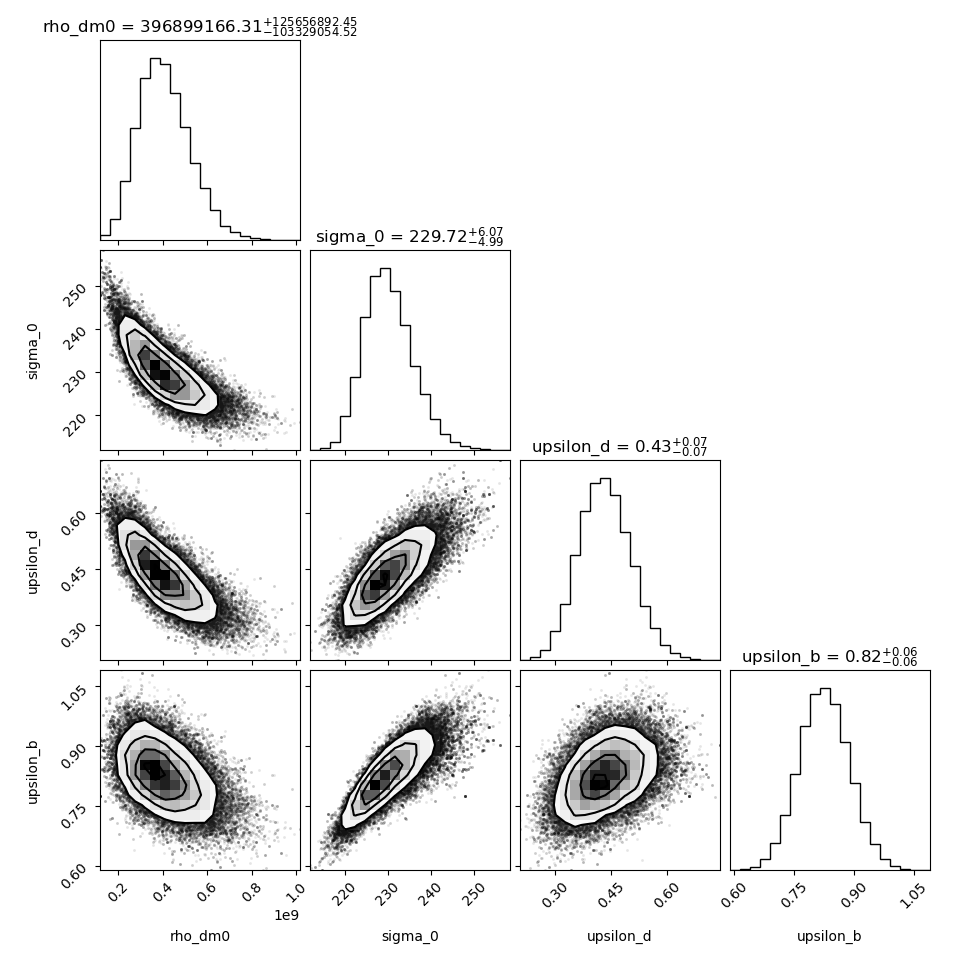 rho_dm0 = 396899166.31+125656892.45 −103329054.52
sigma_0 = 229.72+6.07 −4.99
250
240
230
220
sigma_0
upsilon_d = 0.43+0.07 −0.07
0.60
0.45
0.30
upsilon_d
upsilon_b = 0.82+0.06 −0.06
1.05
0.90
0.75
0.60
upsilon_b
0.2 0.4 0.6 0.8 1.0
1e9
rho_dm0
220 230 240 250
sigma_0
0.30 0.45 0.60
upsilon_d
0.60 0.75 0.90 1.05
upsilon_b